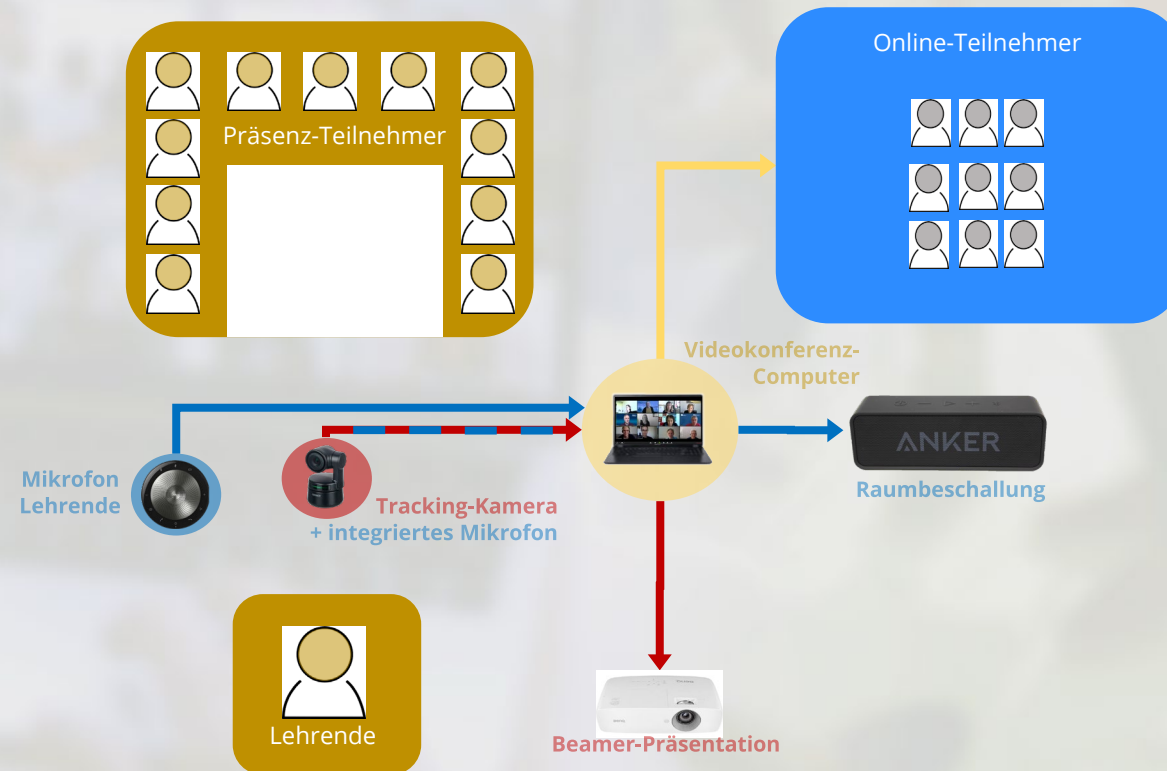 Online-Teilnehmer
Präsenz-Teilnehmer
Videokonferenz-
Computer
ANKER
Raumbeschallung
Mikrofon
Lehrende
Tracking-Kamera
+ integriertes Mikrofon
Lehrende
Beamer-Präsentation